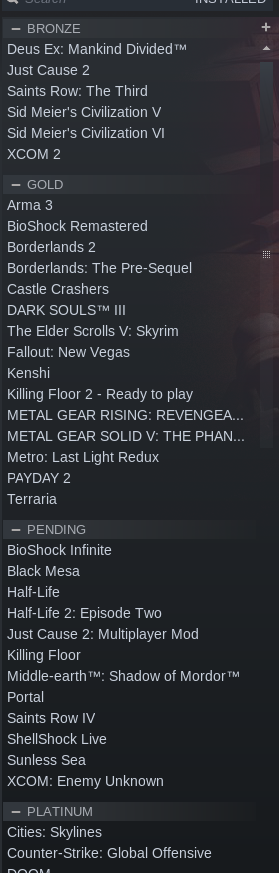 Search INSTALLED
— BRONZE +
Deus Ex: Mankind Divided™
Just Cause 2
Saints Row: The Third
Sid Meier's Civilization V
Sid Meier's Civilization VI
XCOM 2
— GOLD
Arma 3
BioShock Remastered
Borderlands 2
Borderlands: The Pre-Sequel
Castle Crashers
DARK SOULS™ III
The Elder Scrolls V: Skyrim
Fallout: New Vegas
Kenshi
Killing Floor 2 - Ready to play
METAL GEAR RISING: REVENGEA...
METAL GEAR SOLID V: THE PHAN...
Metro: Last Light Redux
PAYDAY 2
Terraria
— PENDING
BioShock Infinite
Black Mesa
Half-Life
Half-Life 2: Episode Two
Just Cause 2: Multiplayer Mod
Killing Floor
Middle-earth™: Shadow of Mordor™
Portal
Saints Row IV
ShellShock Live
Sunless Sea
XCOM: Enemy Unknown
— PLATINUM
Cities: Skylines
Counter-Strike: Global Offensive
DOOM